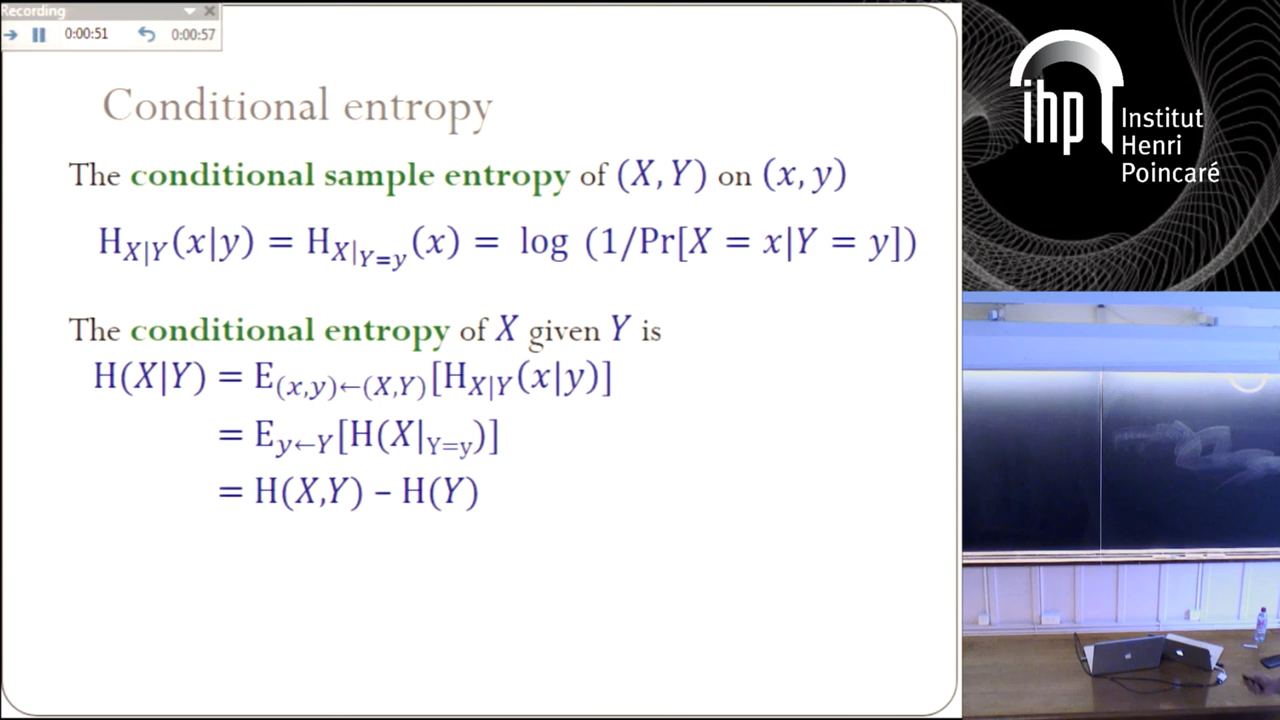 Recording
0:00:51 0:00:57
Conditional entropy
The conditional sample entropy of (X, Y) on (x, y)
H_{X|Y}(x|y) = H_{X|_{Y=y}}(x) = log (1/Pr[X = x|Y = y])
The conditional entropy of X given Y is
H(X|Y) = E_{(x,y)←(X,Y)}[H_{X|Y}(x|y)]
= E_{y←Y}[H(X|_{Y=y})]
= H(X,Y) – H(Y)
ihp
Institut
Henri
Poincaré